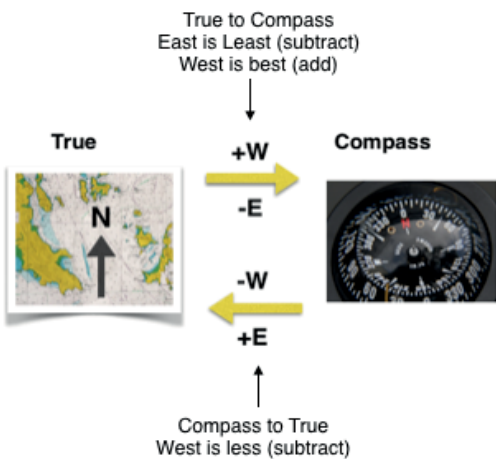 True to Compass
East is Least (subtract)
West is best (add)
True
Compass
+W
-E
N
-W
+E
Compass to True
West is less (subtract)